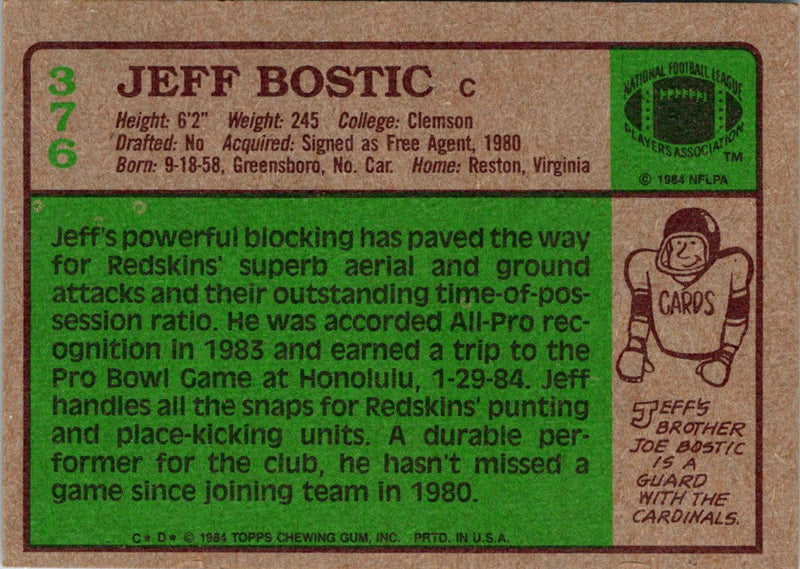 376
JEFF BOSTIC C
Height: 6'2" Weight: 245 College: Clemson
Drafted: No Acquired: Signed as Free Agent, 1980
Born: 9-18-58, Greensboro, No. Car. Home: Reston, Virginia
NATIONAL FOOTBALL LEAGUE
PLAYERS ASSOCIATION
TM
© 1984 NFLPA
Jeff's powerful blocking has paved the way
for Redskins' superb aerial and ground
attacks and their outstanding time-of-pos-
session ratio. He was accorded All-Pro rec-
ognition in 1983 and earned a trip to the
Pro Bowl Game at Honolulu, 1-29-84. Jeff
handles all the snaps for Redskins' punting
and place-kicking units. A durable per-
former for the club, he hasn't missed a
game since joining team in 1980.
C* D* © 1984 TOPPS CHEWING GUM, INC. PRTD. IN U.S.A.
CARDS
JEFF'S
BROTHER
JOE BOSTIC
IS A
GUARD
WITH THE
CARDINALS.